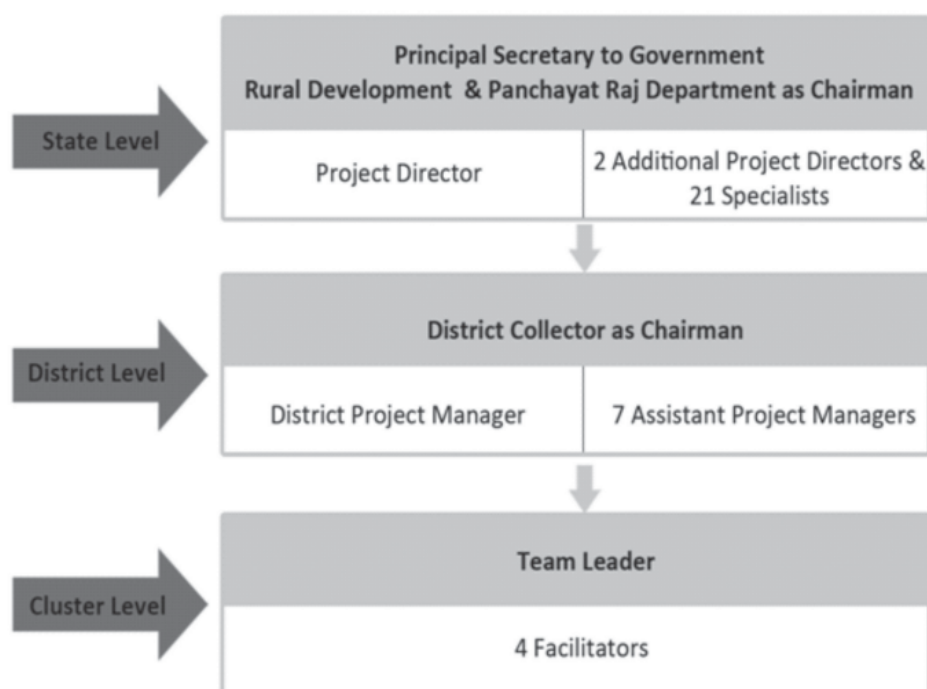 Principal Secretary to Government
Rural Development & Panchayat Raj Department as Chairman
State Level
Project Director
2 Additional Project Directors &
21 Specialists
District Collector as Chairman
District Level
District Project Manager
7 Assistant Project Managers
Team Leader
Cluster Level
4 Facilitators